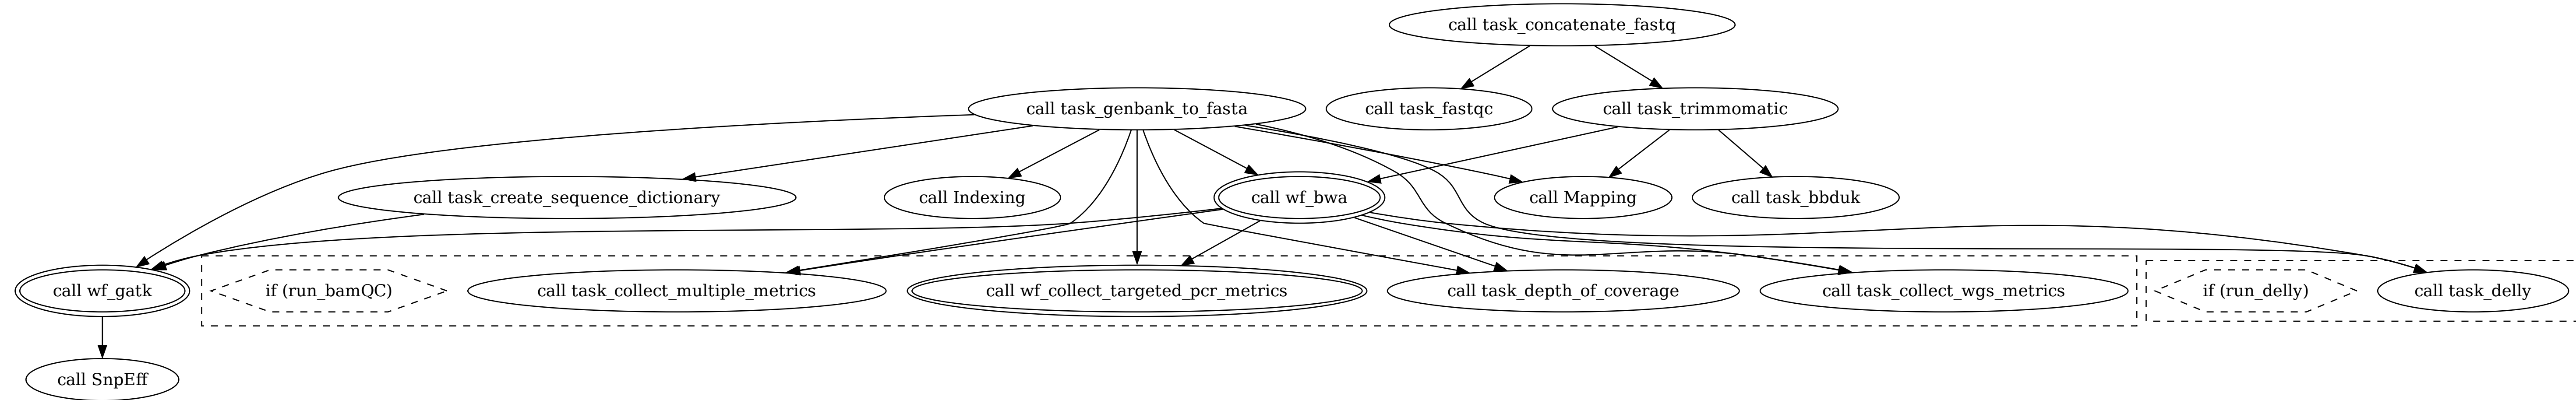 call task_concatenate_fastq
call task_genbank_to_fasta
call task_fastqc
call task_trimmomatic
call task_create_sequence_dictionary
call Indexing
call wf_bwa
call Mapping
call task_bbduk
call wf_gatk
if (run_bamQC)
call task_collect_multiple_metrics
call wf_collect_targeted_pcr_metrics
call task_depth_of_coverage
call task_collect_wgs_metrics
if (run_delly)
call task_delly
call SnpEff